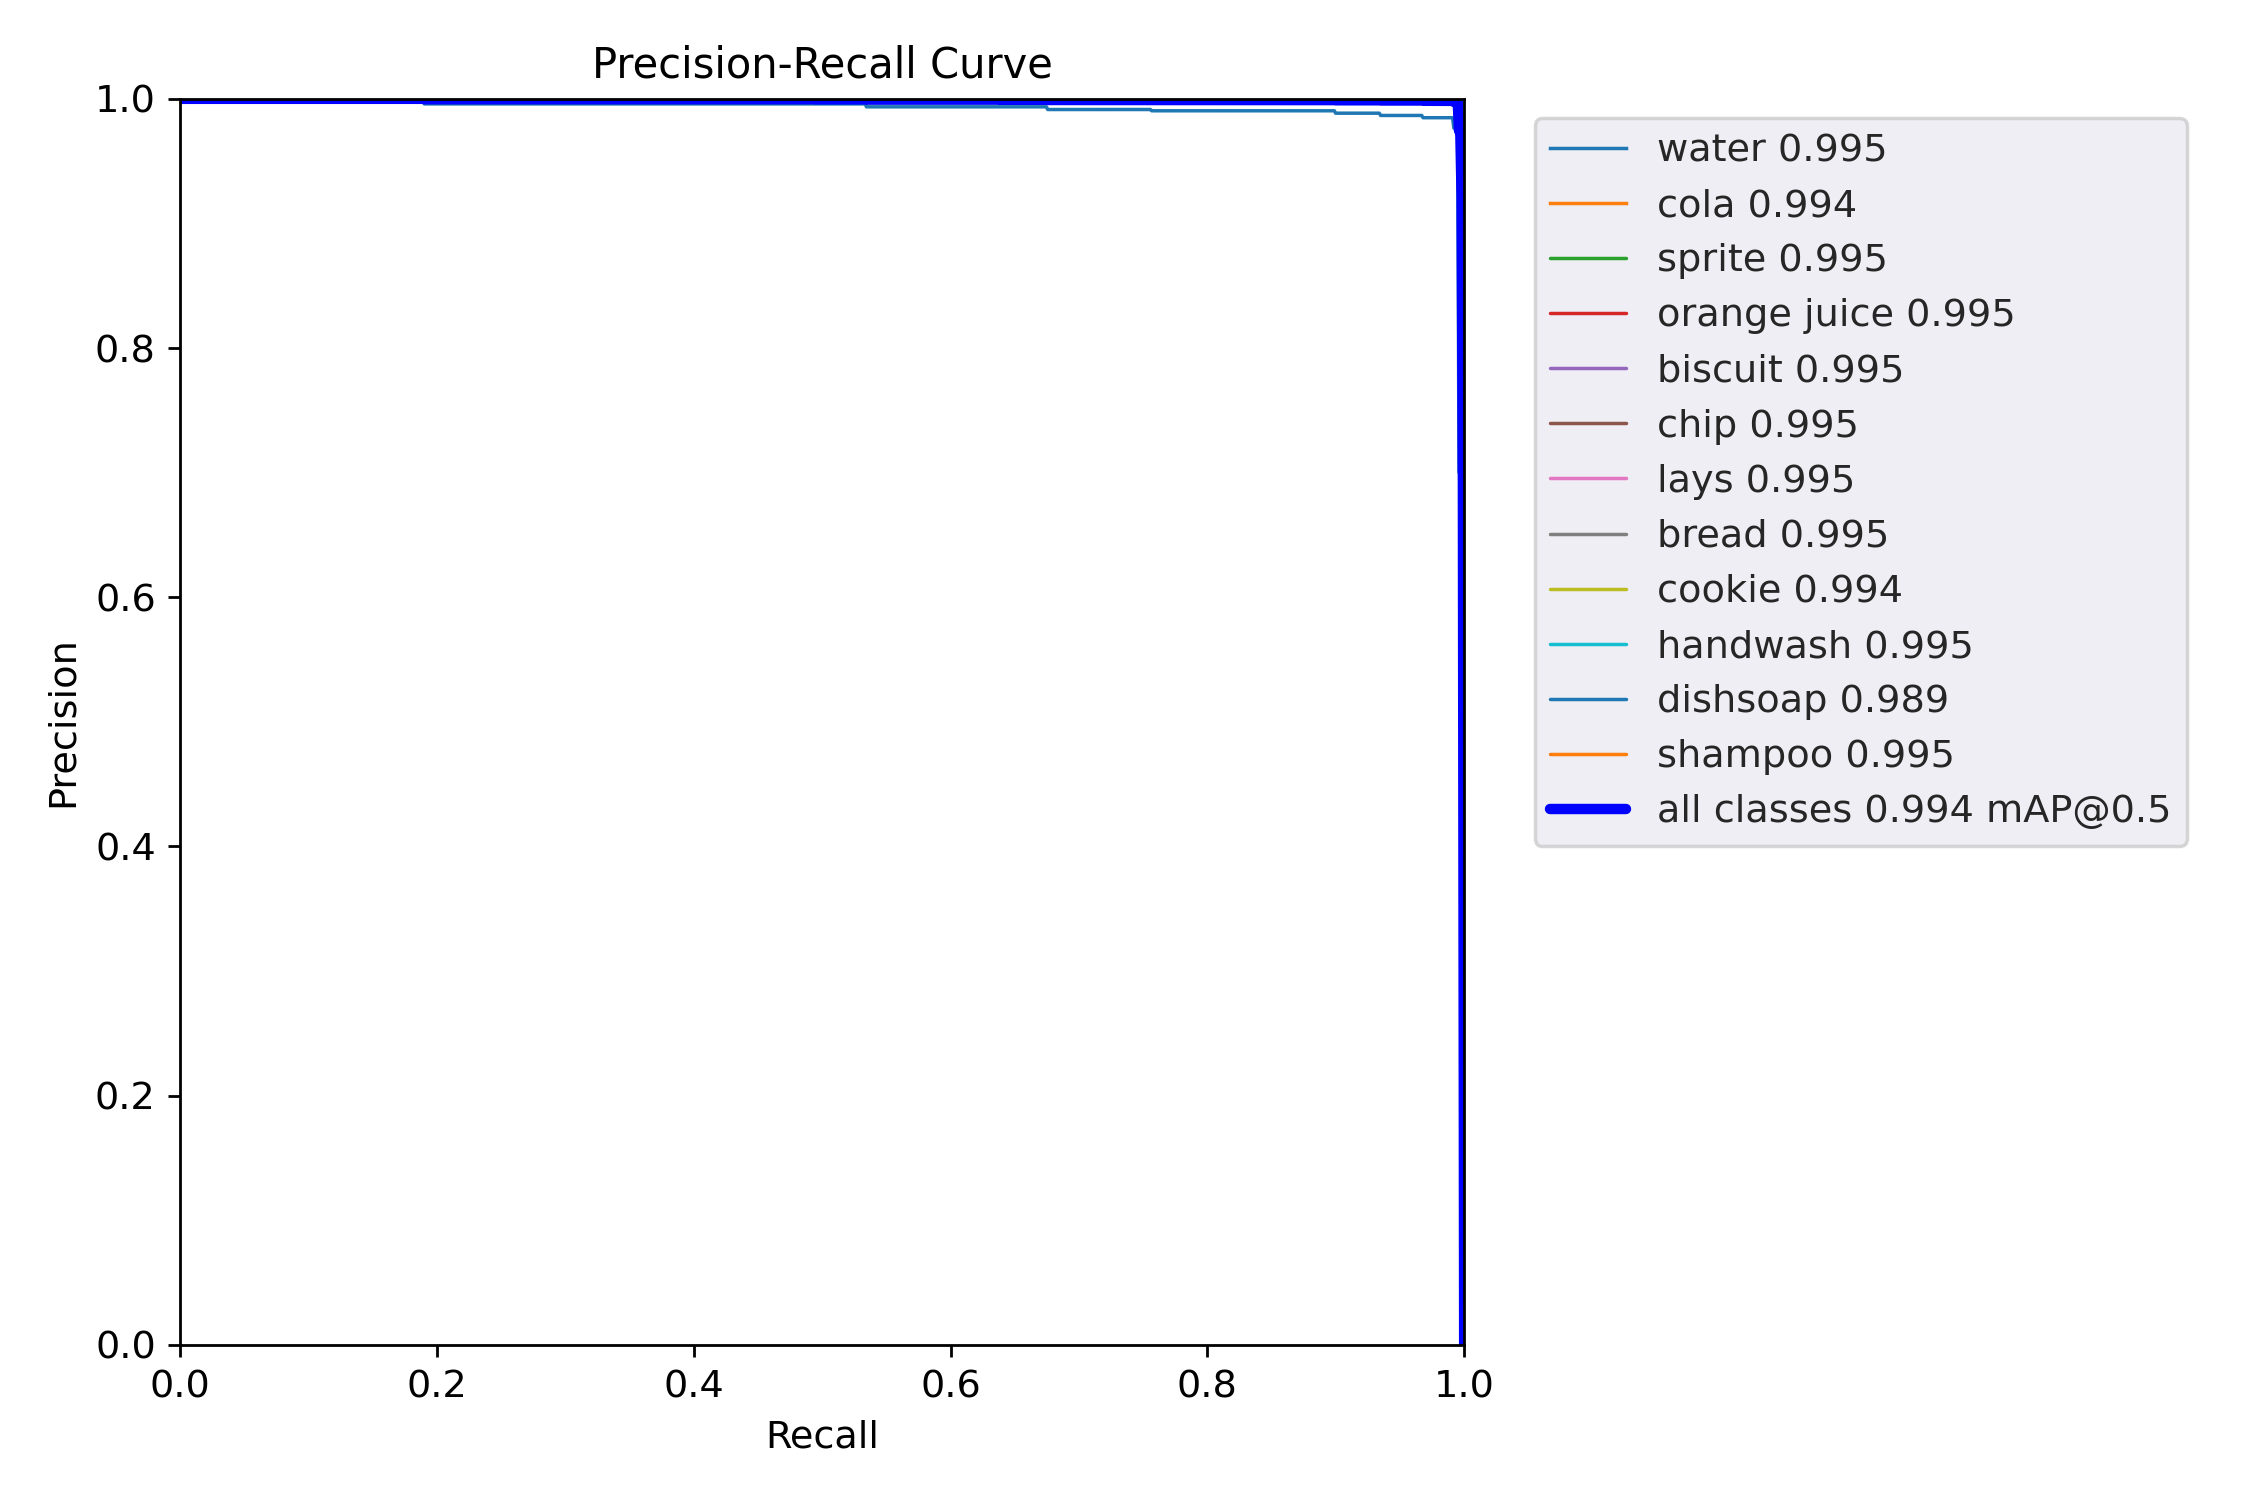 Precision-Recall Curve
1.0
0.8
0.6
0.4
0.2
0.0
Precision
0.0 0.2 0.4 0.6 0.8 1.0
Recall
water 0.995
cola 0.994
sprite 0.995
orange juice 0.995
biscuit 0.995
chip 0.995
lays 0.995
bread 0.995
cookie 0.994
handwash 0.995
dishsoap 0.989
shampoo 0.995
all classes 0.994 mAP@0.5